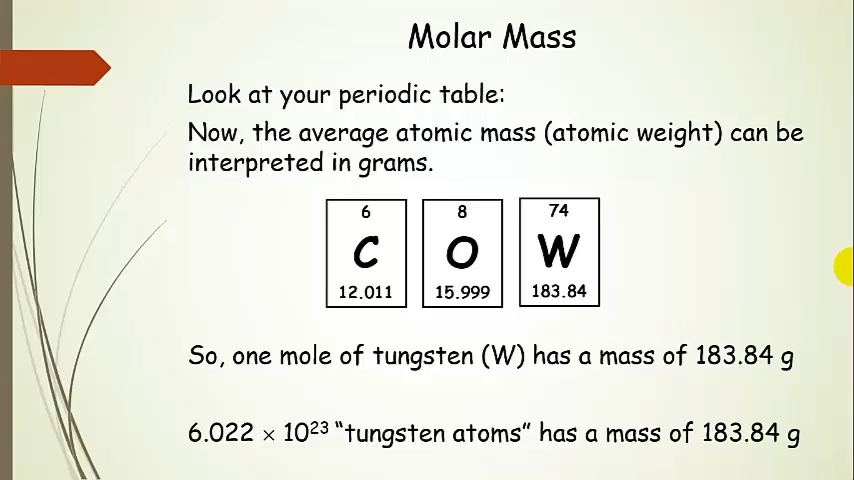 Molar Mass
Look at your periodic table:
Now, the average atomic mass (atomic weight) can be
interpreted in grams.
6 8 74
C O W
12.011 15.999 183.84
So, one mole of tungsten (W) has a mass of 183.84 g
6.022 × 10²³ “tungsten atoms” has a mass of 183.84 g